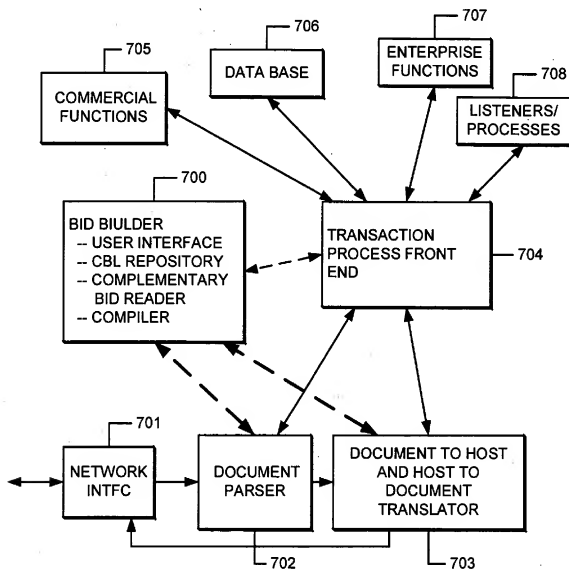 707
706
705
ENTERPRISE
FUNCTIONS
DATA BASE
708
COMMERCIAL
FUNCTIONS
LISTENERS/
PROCESSES
700
BID BIULDER
-- USER INTERFACE
-- CBL REPOSITORY
-- COMPLEMENTARY
BID READER
-- COMPILER
TRANSACTION
PROCESS FRONT
END
704
701
NETWORK
INTFC
DOCUMENT
PARSER
DOCUMENT TO HOST
AND HOST TO
DOCUMENT
TRANSLATOR
702
703